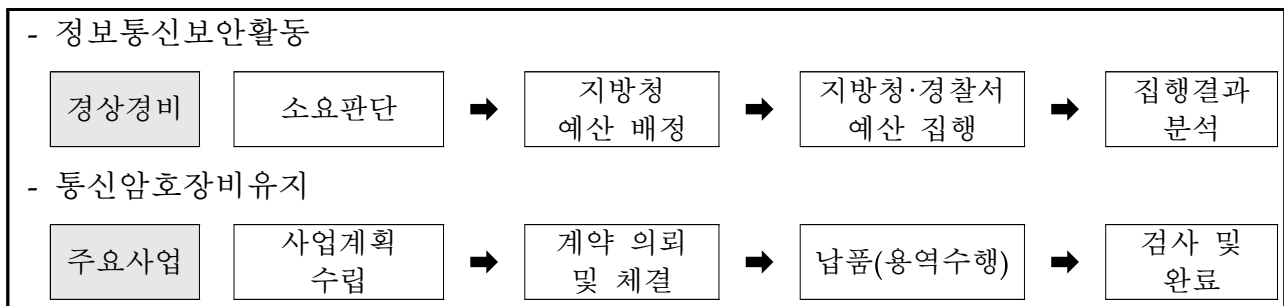 - 정보통신보안활동
경상경비 소요판단 ➡ 지방청 예산 배정 ➡ 지방청·경찰서 예산 집행 ➡ 집행결과 분석
- 통신암호장비유지
주요사업 사업계획 수립 ➡ 계약 의뢰 및 체결 ➡ 납품(용역수행) ➡ 검사 및 완료